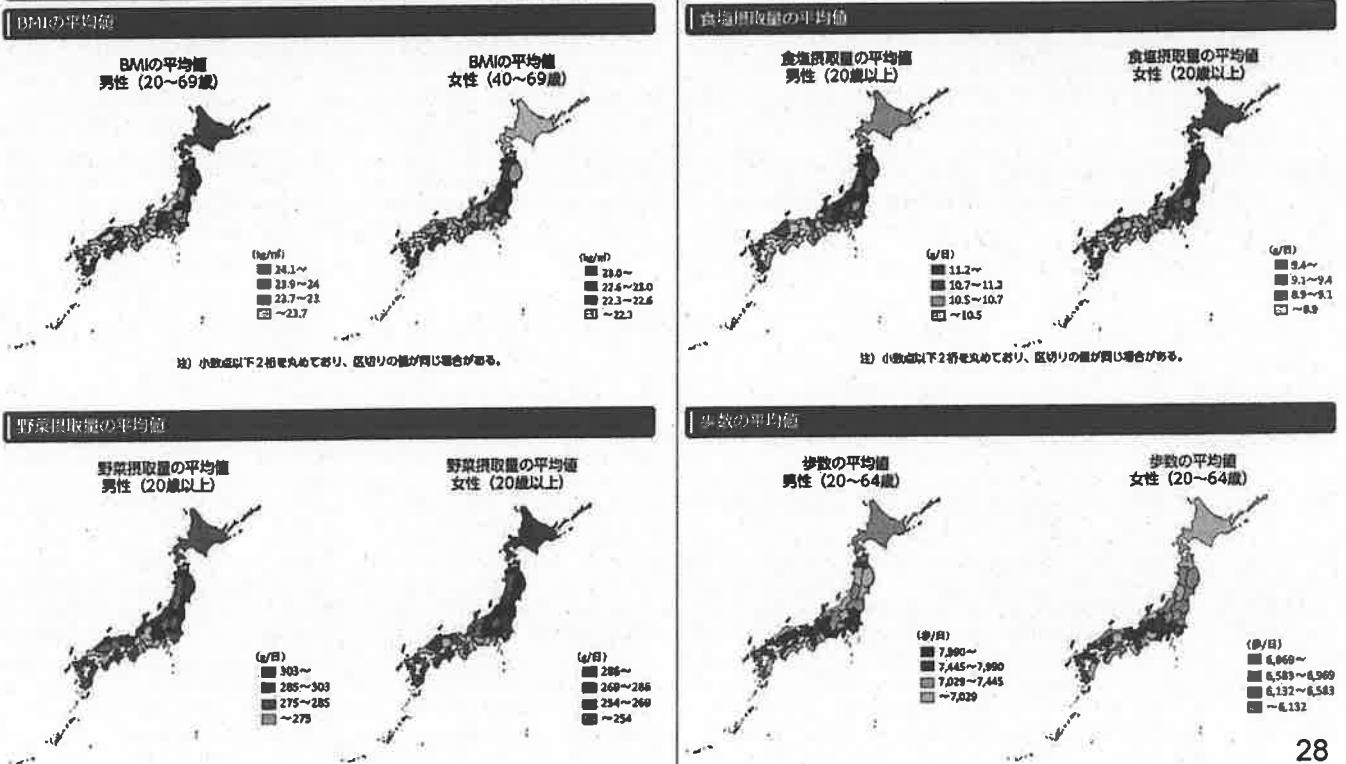 BMIの平均値
BMIの平均値
男性（20～69歳）
BMIの平均値
女性（40～69歳）
(kg/㎡)
24.1～
23.9～24
23.7～23
～23.7
(kg/㎡)
23.0～
22.6～23.0
22.3～22.6
～22.3
注）小数点以下2桁を丸めており、区切りの値が同じ場合がある。
食塩摂取量の平均値
食塩摂取量の平均値
男性（20歳以上）
食塩摂取量の平均値
女性（20歳以上）
(g/日)
11.2～
10.7～11.2
10.5～10.7
～10.5
(g/日)
9.4～
9.1～9.4
8.9～9.1
～8.9
注）小数点以下2桁を丸めており、区切りの値が同じ場合がある。
野菜摂取量の平均値
野菜摂取量の平均値
男性（20歳以上）
野菜摂取量の平均値
女性（20歳以上）
(g/日)
303～
285～303
275～285
～275
(g/日)
286～
269～286
254～269
～254
歩数の平均値
歩数の平均値
男性（20～64歳）
歩数の平均値
女性（20～64歳）
(歩/日)
7,990～
7,445～7,990
7,029～7,445
～7,029
(歩/日)
6,969～
6,583～6,969
6,132～6,583
～6,132
28